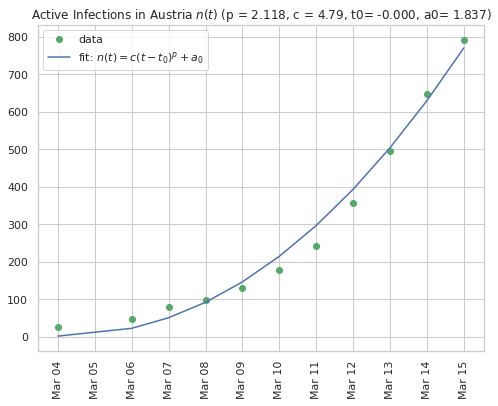 Active Infections in Austria n(t) (p = 2.118, c = 4.79, t0= -0.000, a0= 1.837)
data
fit: n(t) = c(t − t₀)ᵖ + a₀
800
700
600
500
400
300
200
100
0
Mar 04
Mar 05
Mar 06
Mar 07
Mar 08
Mar 09
Mar 10
Mar 11
Mar 12
Mar 13
Mar 14
Mar 15